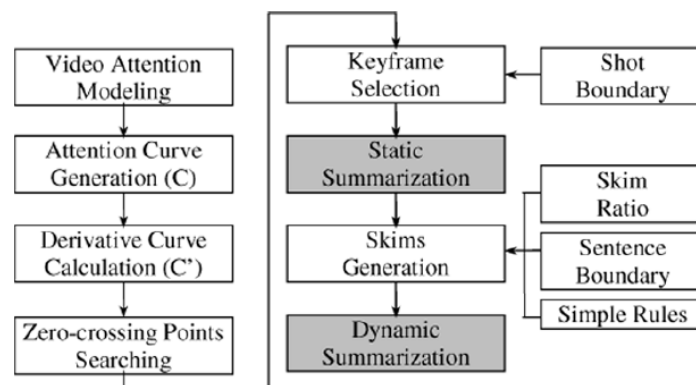 Video Attention
Modeling
Attention Curve
Generation (C)
Derivative Curve
Calculation (C')
Zero-crossing Points
Searching
Keyframe
Selection
Static
Summarization
Skims
Generation
Dynamic
Summarization
Shot
Boundary
Skim
Ratio
Sentence
Boundary
Simple Rules